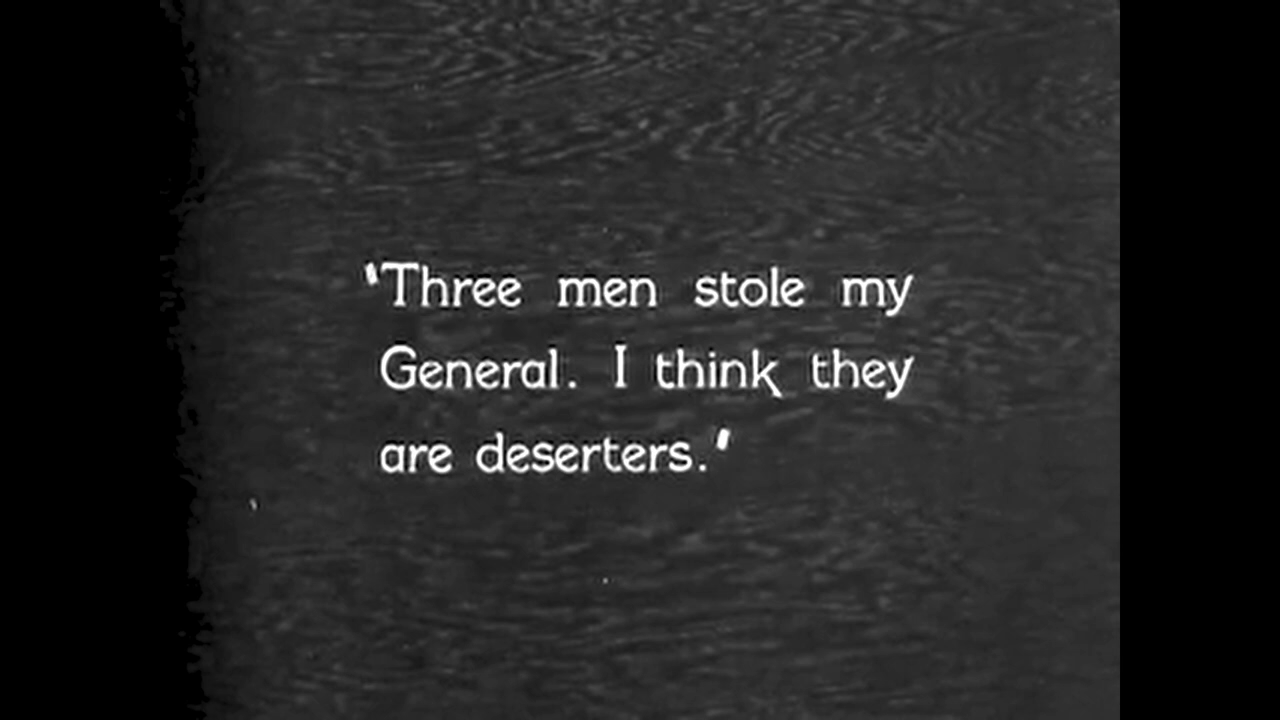 'Three men stole my
General. I think they
are deserters.'